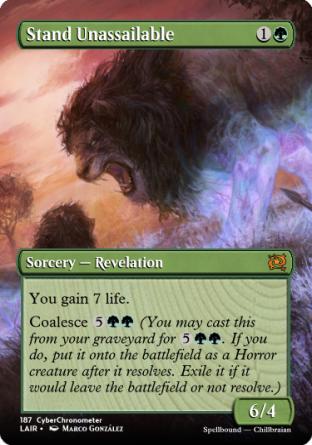 Stand Unassailable 1
Sorcery — Revelation
You gain 7 life.
Coalesce 5 (You may cast this
from your graveyard for 5 . If you
do, put it onto the battlefield as a Horror
creature after it resolves. Exile it if it
would leave the battlefield or not resolve.)
6/4
187 CyberChronometer
LAIR • Marco González
Spellbound — Chilbraian